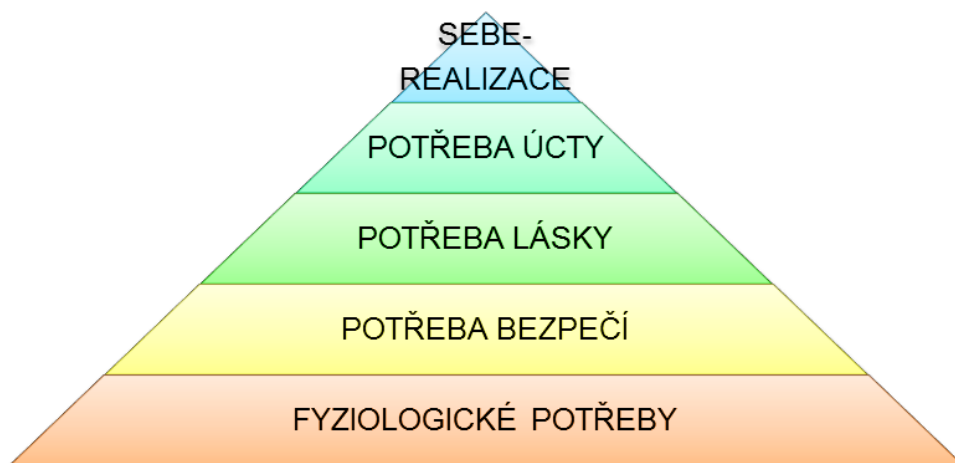 SEBE-
REALIZACE
POTŘEBA ÚCTY
POTŘEBA LÁSKY
POTŘEBA BEZPEČÍ
FYZIOLOGICKÉ POTŘEBY